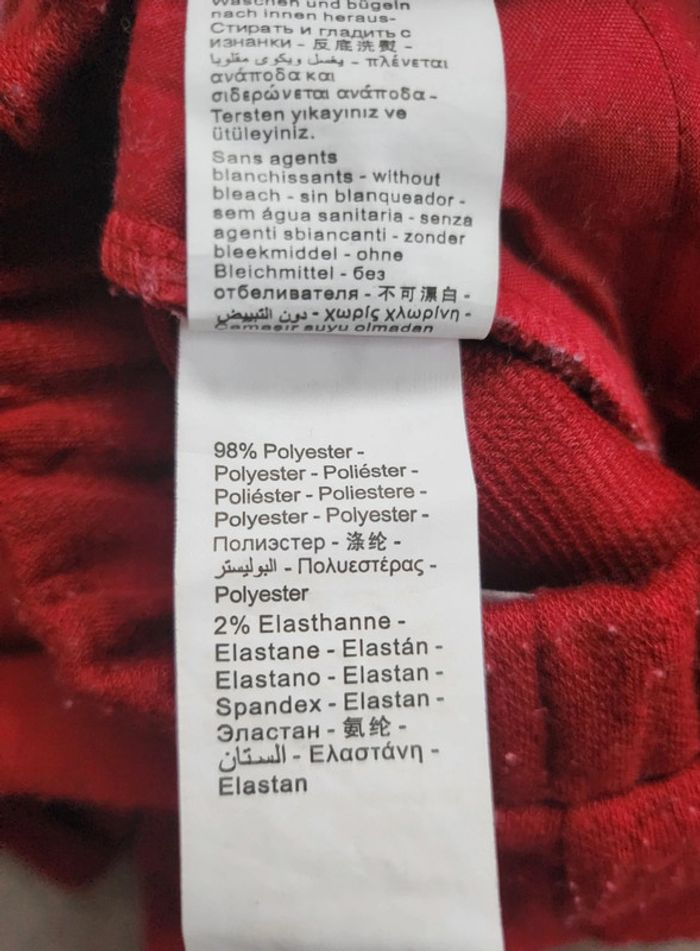 waschen und bügeln
nach innen heraus-
Стирать и гладить с
изнанки - 反底洗熨 -
يغسل ويكوى مقلوبا - πλένεται
ανάποδα και
σιδερώνεται ανάποδα -
Tersten yıkayınız ve
ütüleyiniz.
Sans agents
blanchissants - without
bleach - sin blanqueador -
sem água sanitaria - senza
agenti sbiancanti - zonder
bleekmiddel - ohne
Bleichmittel - без
отбеливателя - 不可漂白 -
دون التبييض - χωρίς χλωρίνη -
Çamaşır suyu olmadan
98% Polyester -
Polyester - Poliéster -
Poliéster - Poliestere -
Polyester - Polyester -
Полиэстер - 涤纶 -
البوليستر - Πολυεστέρας -
Polyester
2% Elasthanne -
Elastane - Elastán -
Elastano - Elastan -
Spandex - Elastan -
Эластан - 氨纶 -
الستان - Ελαστάνη -
Elastan